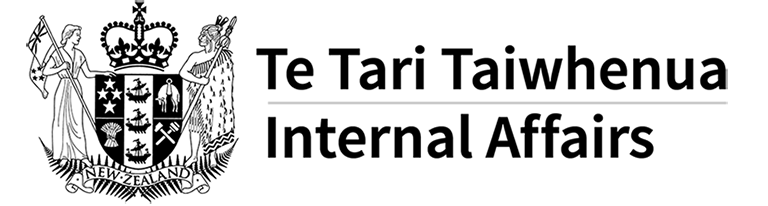 Te Tari Taiwhenua
Internal Affairs
NEW·ZEALAND